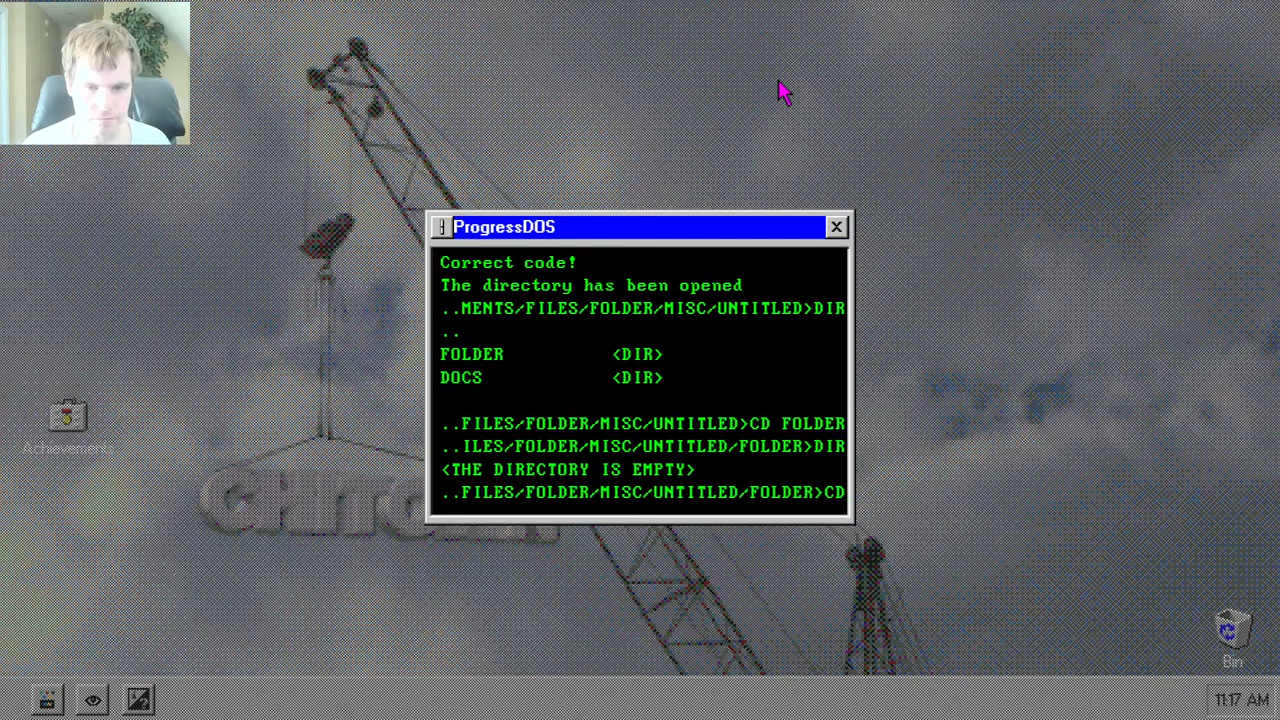 ProgressDOS
Correct code!
The directory has been opened
..MENTS/FILES/FOLDER/MISC/UNTITLED>DIR
..
FOLDER <DIR>
DOCS <DIR>
..FILES/FOLDER/MISC/UNTITLED>CD FOLDER
..ILES/FOLDER/MISC/UNTITLED/FOLDER>DIR
<THE DIRECTORY IS EMPTY>
..FILES/FOLDER/MISC/UNTITLED/FOLDER>CD
Bin
11:17 AM